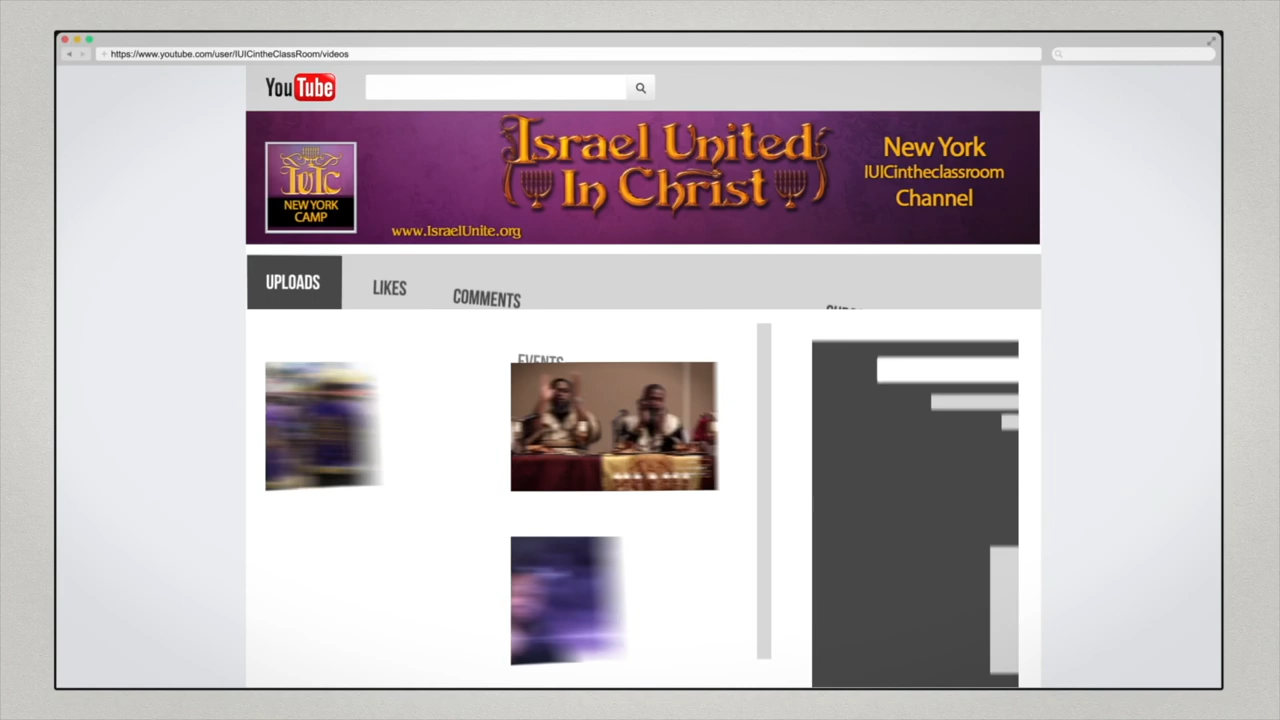 https://www.youtube.com/user/IUICintheClassRoom/videos
YouTube
Israel United
In Christ
New York
IUICintheclassroom
Channel
IUIC
NEW YORK
CAMP
www.IsraelUnite.org
UPLOADS
LIKES
COMMENTS
EVENTS